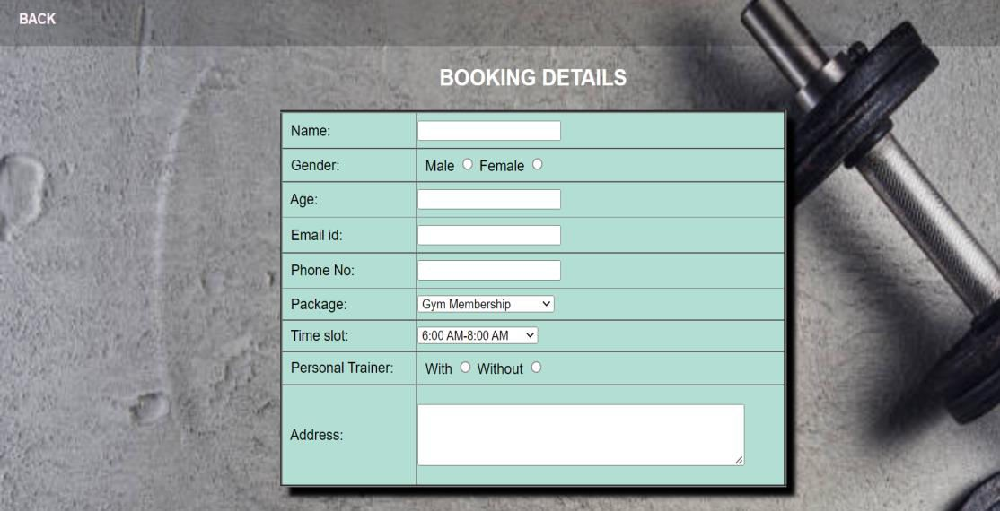 BACK
BOOKING DETAILS
Name:
Gender: Male Female
Age:
Email id:
Phone No:
Package: Gym Membership
Time slot: 6:00 AM-8:00 AM
Personal Trainer: With Without
Address: